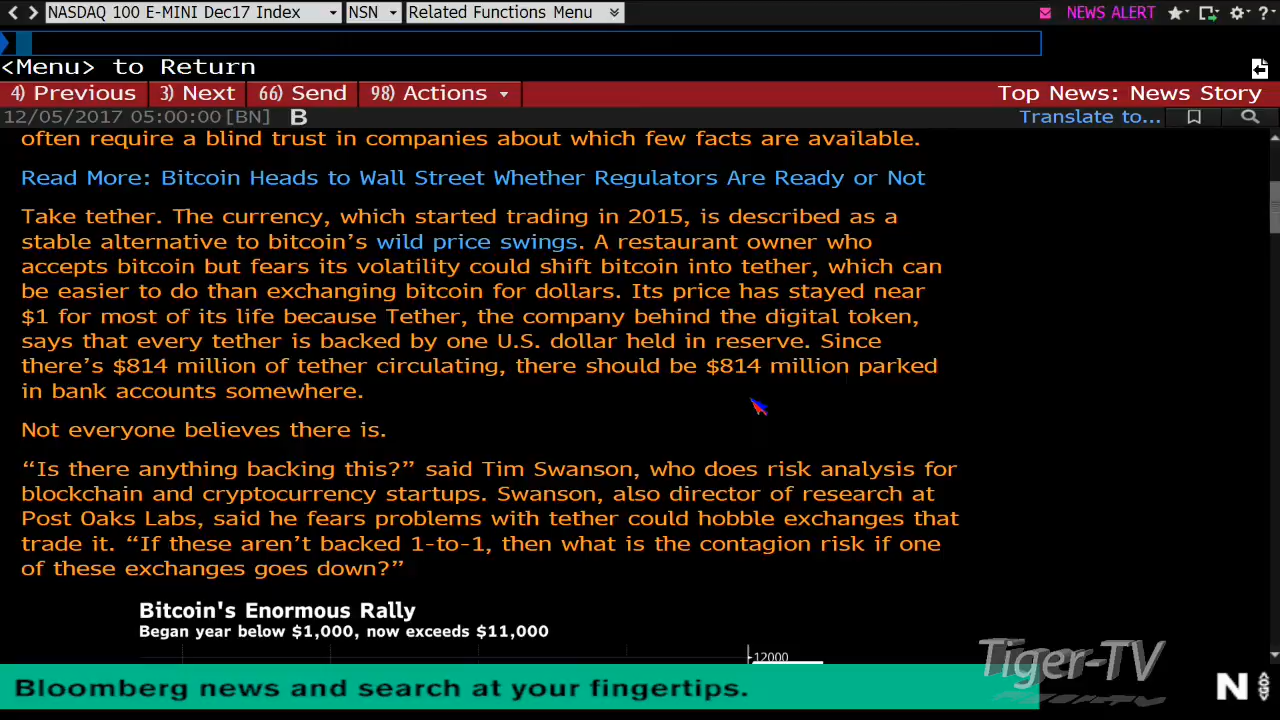 NASDAQ 100 E-MINI Dec17 Index
NSN
Related Functions Menu
NEWS ALERT
<Menu> to Return
4) Previous
3) Next
66) Send
98) Actions
Top News: News Story
12/05/2017 05:00:00 [BN]
B
Translate to...
often require a blind trust in companies about which few facts are available.
Read More: Bitcoin Heads to Wall Street Whether Regulators Are Ready or Not
Take tether. The currency, which started trading in 2015, is described as a
stable alternative to bitcoin's wild price swings. A restaurant owner who
accepts bitcoin but fears its volatility could shift bitcoin into tether, which can
be easier to do than exchanging bitcoin for dollars. Its price has stayed near
$1 for most of its life because Tether, the company behind the digital token,
says that every tether is backed by one U.S. dollar held in reserve. Since
there's $814 million of tether circulating, there should be $814 million parked
in bank accounts somewhere.
Not everyone believes there is.
“Is there anything backing this?” said Tim Swanson, who does risk analysis for
blockchain and cryptocurrency startups. Swanson, also director of research at
Post Oaks Labs, said he fears problems with tether could hobble exchanges that
trade it. “If these aren't backed 1-to-1, then what is the contagion risk if one
of these exchanges goes down?”
Bitcoin's Enormous Rally
Began year below $1,000, now exceeds $11,000
12000
Tiger-TV
Bloomberg news and search at your fingertips.
N